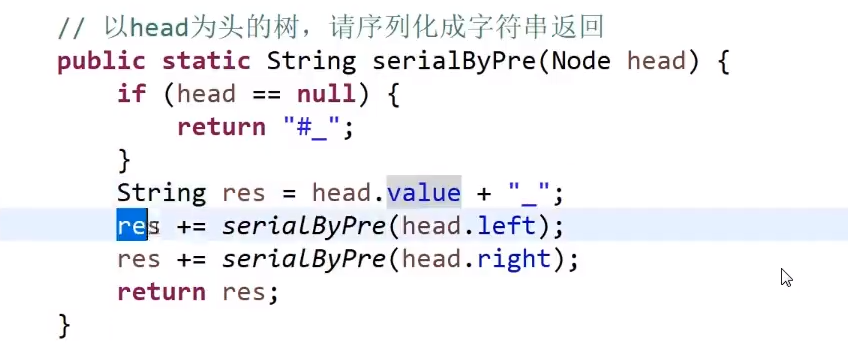 // 以head为头的树，请序列化成字符串返回
public static String serialByPre(Node head) {
if (head == null) {
return "#_";
}
String res = head.value + "_";
res += serialByPre(head.left);
res += serialByPre(head.right);
return res;
}